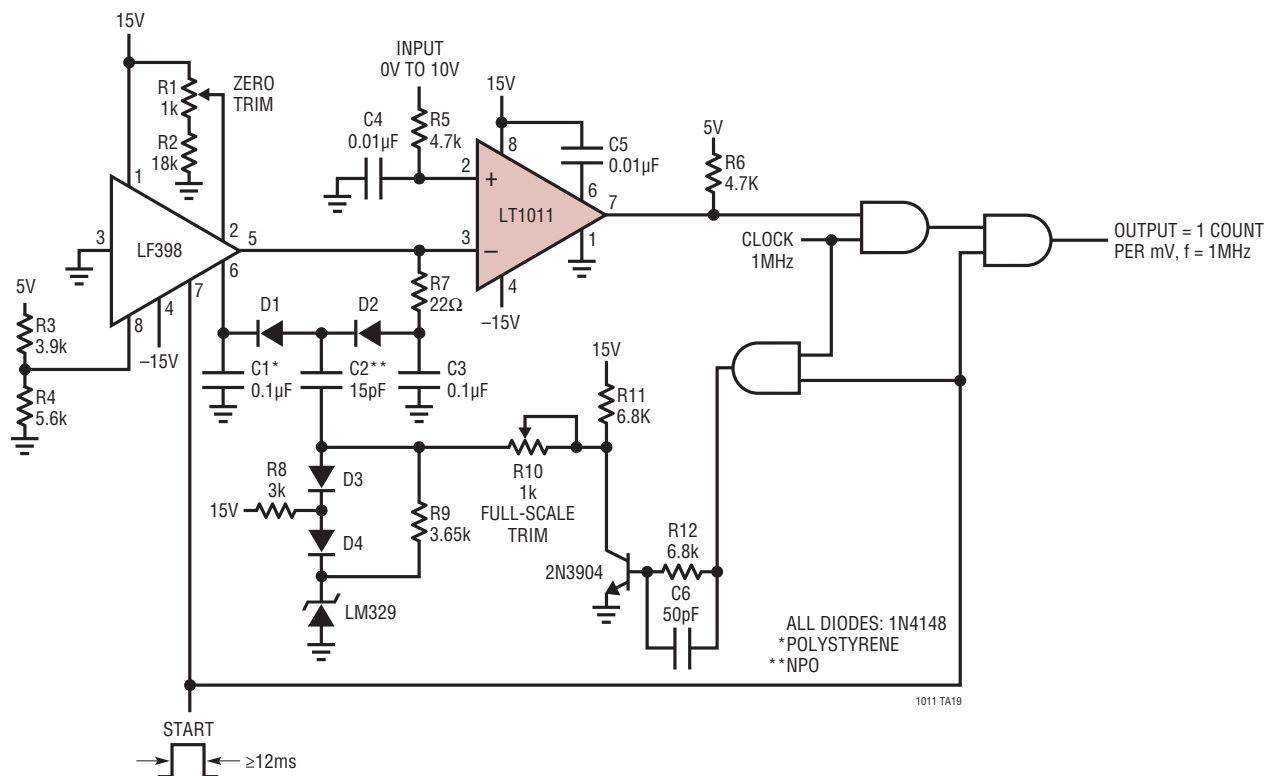 15V
R1
1k
ZERO
TRIM
R2
18k
1
3
LF398
2
5
6
7
4
8
–15V
5V
R3
3.9k
R4
5.6k
INPUT
0V TO 10V
C4
0.01µF
R5
4.7k
15V
8
C5
0.01µF
2
+
LT1011
6
7
3
–
1
4
–15V
5V
R6
4.7K
CLOCK
1MHz
OUTPUT = 1 COUNT
PER mV, f = 1MHz
R7
22Ω
D1
D2
C1*
0.1µF
C2**
15pF
C3
0.1µF
15V
R11
6.8K
R10
1k
FULL-SCALE
TRIM
R8
3k
15V
D3
D4
R9
3.65k
LM329
2N3904
R12
6.8k
C6
50pF
ALL DIODES: 1N4148
*POLYSTYRENE
**NPO
1011 TA19
START
≥12ms